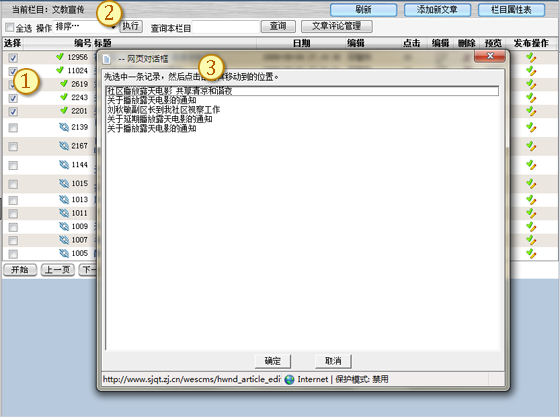 当前栏目：文教宣传 刷新 添加新文章 栏目属性表
全选 操作 排序… 执行 查询本栏目 查询 文章评论管理
2
选择 编号 标题 日期 编辑 点击 编辑 删除 预览 发布操作
12956
11024
2619
2243
2201
2139
2167
1144
1015
1013
1011
1009
1007
1005
1
开始 上一页 下一
-- 网页对话框
3
先选中一条记录，然后点击
移动到的位置。
社区播放露天电影 共享清凉和谐夜
关于播放露天电影的通知
刘秋敏副区长到我社区视察工作
关于延期播放露天电影的通知
关于播放露天电影的通知
确定 取消
http://www.sjqt.zj.cn/wescms/hwnd_article_edi Internet | 保护模式: 禁用